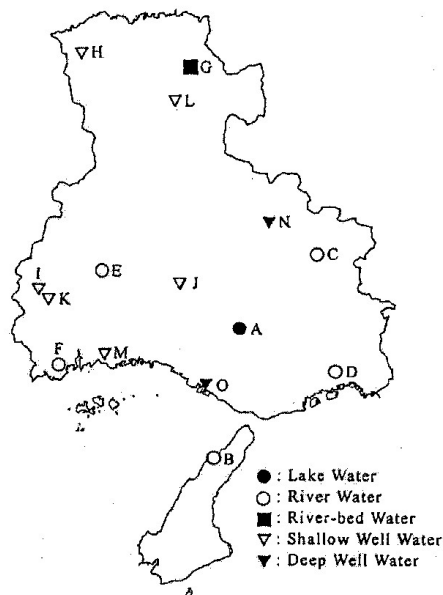 H
G
L
N
C
E
I
J
K
A
F
M
D
O
B
: Lake Water
: River Water
: River-bed Water
: Shallow Well Water
: Deep Well Water